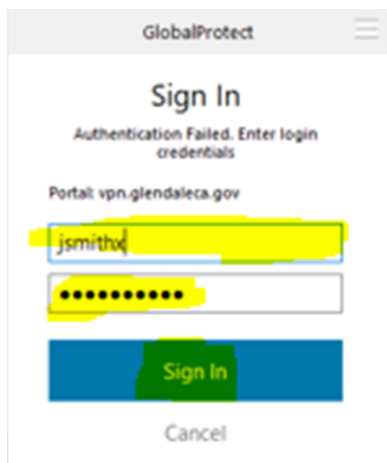 GlobalProtect
Sign In
Authentication Failed. Enter login
credentials
Portal: vpn.glendaleca.gov
jsmithx
••••••••••
Sign In
Cancel